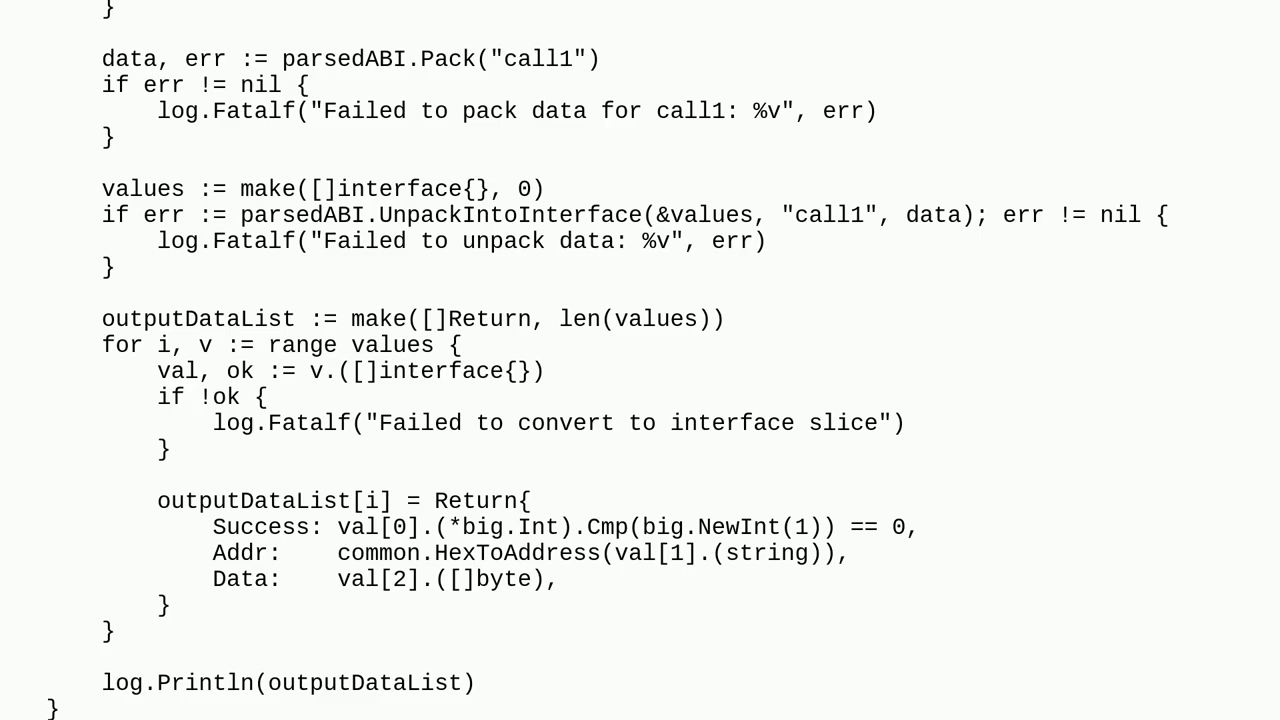 }
data, err := parsedABI.Pack("call1")
if err != nil {
log.Fatalf("Failed to pack data for call1: %v", err)
}
values := make([]interface{}, 0)
if err := parsedABI.UnpackIntoInterface(&values, "call1", data); err != nil {
log.Fatalf("Failed to unpack data: %v", err)
}
outputDataList := make([]Return, len(values))
for i, v := range values {
val, ok := v.([]interface{})
if !ok {
log.Fatalf("Failed to convert to interface slice")
}
outputDataList[i] = Return{
Success: val[0].(*big.Int).Cmp(big.NewInt(1)) == 0,
Addr:    common.HexToAddress(val[1].(string)),
Data:    val[2].([]byte),
}
}
log.Println(outputDataList)
}